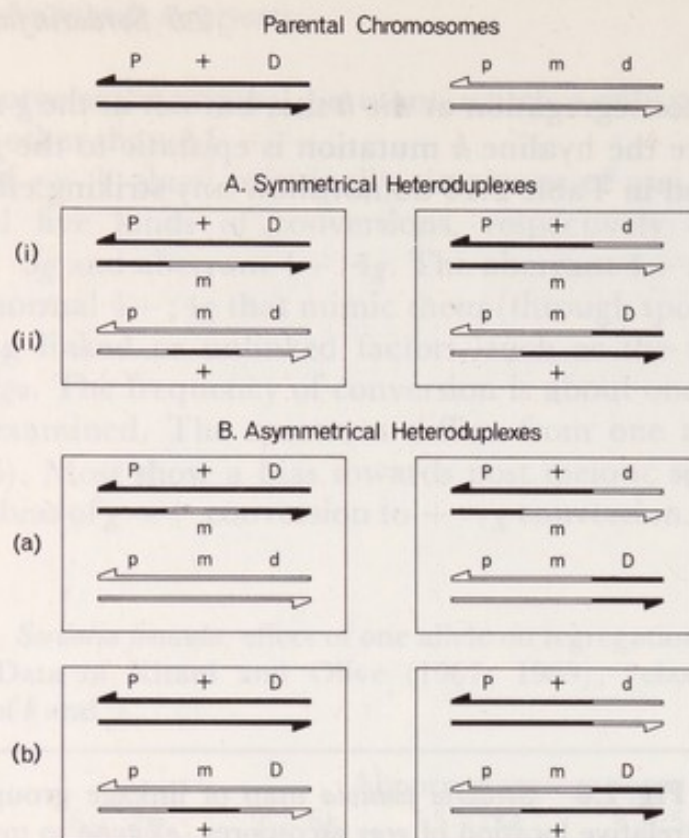 Parental Chromosomes
P + D p m d
A. Symmetrical Heteroduplexes
(i)
P + D P + d
m m
(ii)
p m d p m D
+ +
B. Asymmetrical Heteroduplexes
(a)
P + D P + d
m m
p m d p m D
(b)
P + D P + d
p m d p m D
+ +